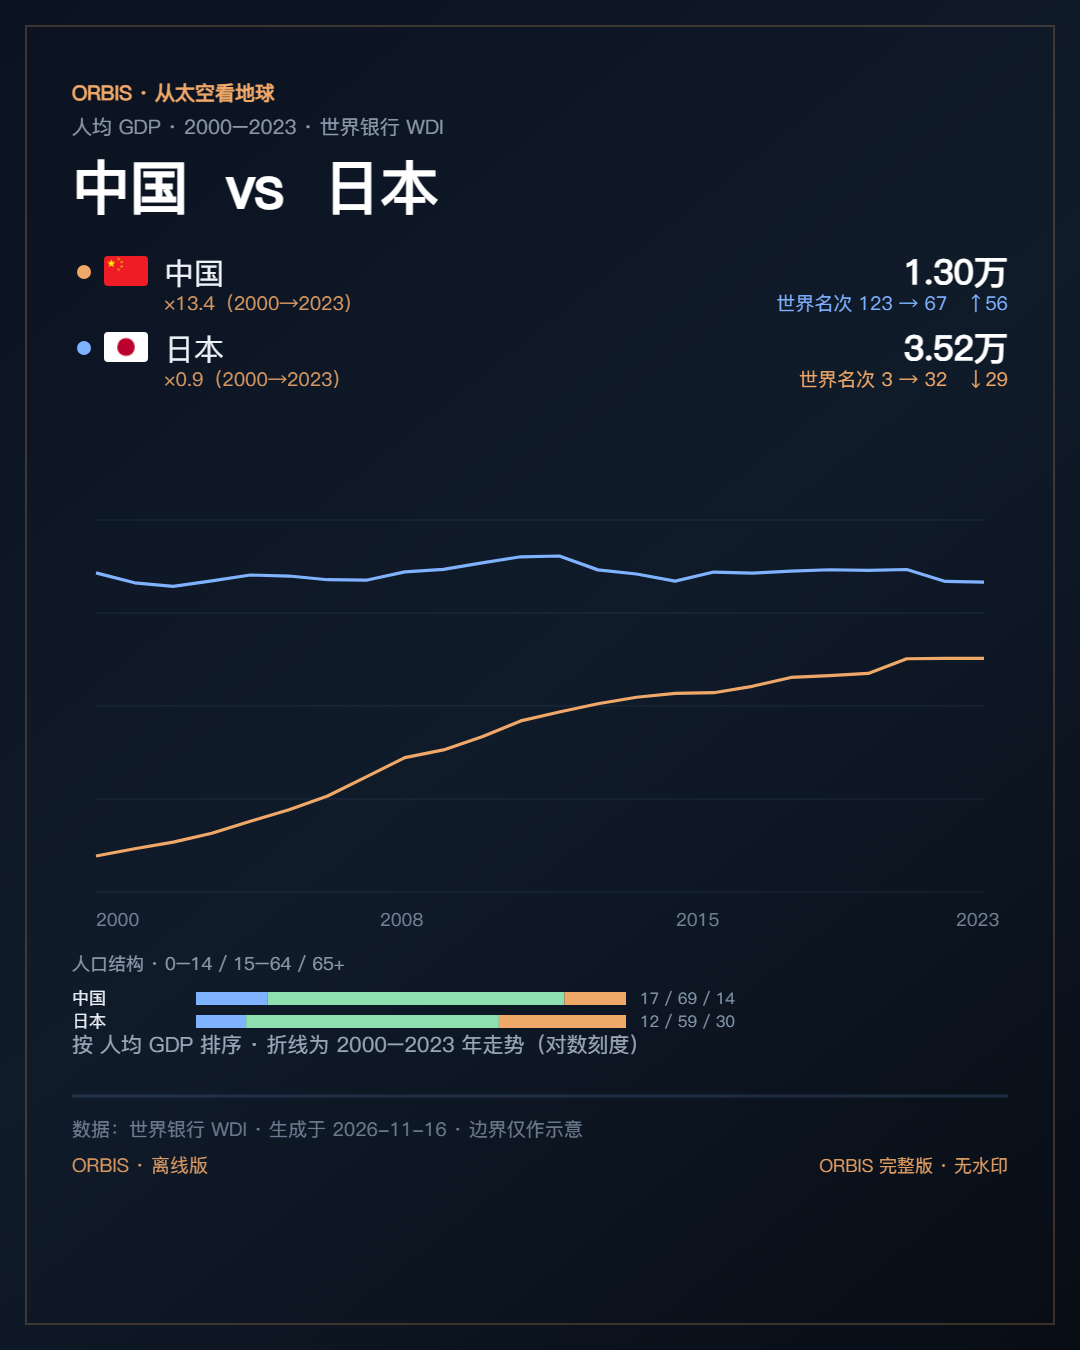 ORBIS · 从太空看地球
人均 GDP · 2000—2023 · 世界银行 WDI
中国 vs 日本
中国 1.30万
×13.4（2000→2023） 世界名次 123 → 67 ↑56
日本 3.52万
×0.9（2000→2023） 世界名次 3 → 32 ↓29
2000 2008 2015 2023
人口结构 · 0—14 / 15—64 / 65+
中国 17 / 69 / 14
日本 12 / 59 / 30
按 人均 GDP 排序 · 折线为 2000—2023 年走势（对数刻度）
数据：世界银行 WDI · 生成于 2026-11-16 · 边界仅作示意
ORBIS · 离线版 ORBIS 完整版 · 无水印